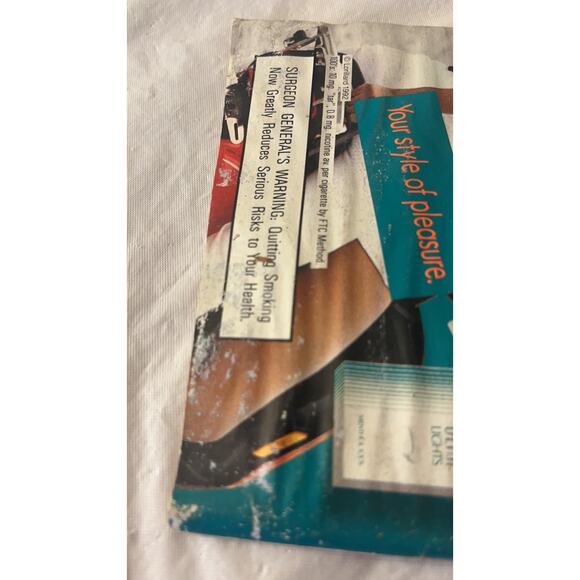 © Lorillard 1992
100's: 10 mg. "tar", 0.8 mg. nicotine av. per cigarette by FTC Method.
SURGEON GENERAL'S WARNING: Quitting Smoking
Now Greatly Reduces Serious Risks to Your Health.
Your style of pleasure.
LIGHTS